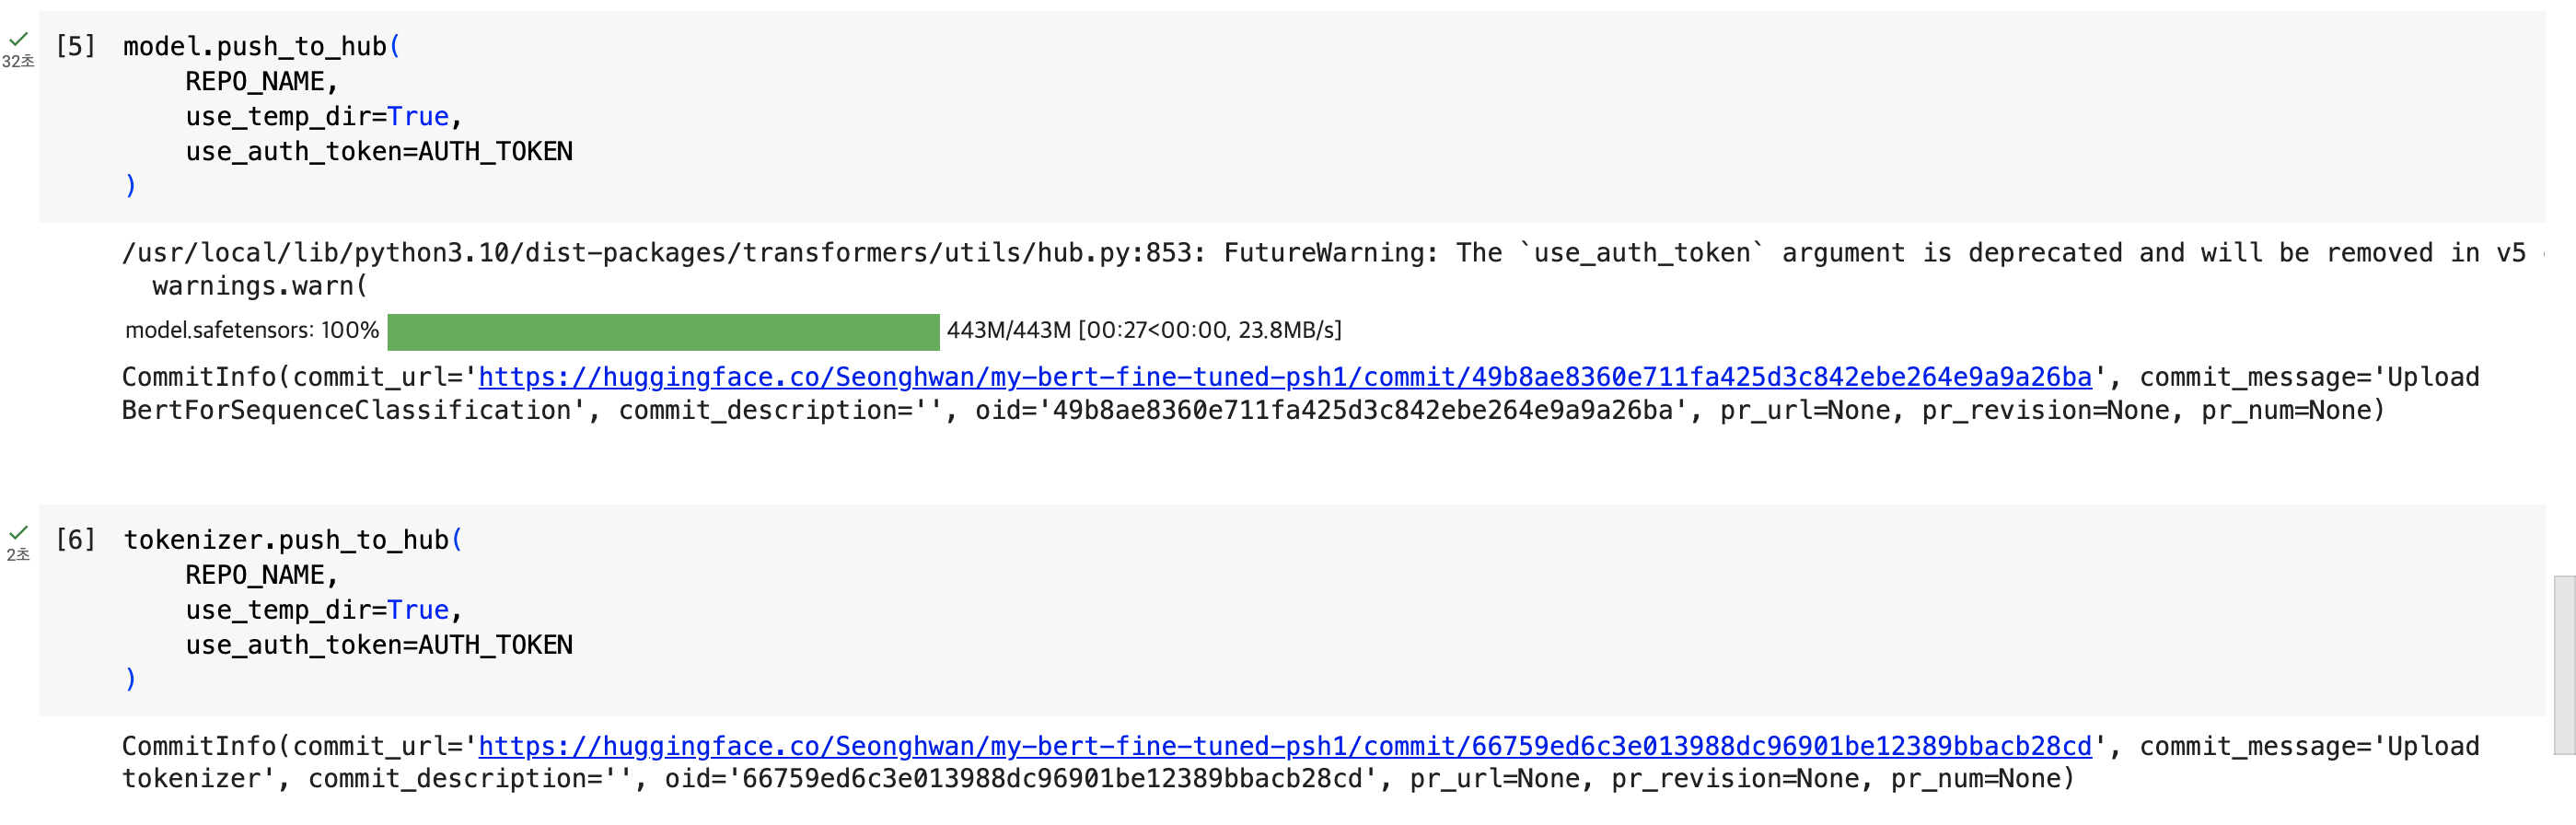 [5] model.push_to_hub(
32초
REPO_NAME,
use_temp_dir=True,
use_auth_token=AUTH_TOKEN
)
/usr/local/lib/python3.10/dist-packages/transformers/utils/hub.py:853: FutureWarning: The `use_auth_token` argument is deprecated and will be removed in v5
warnings.warn(
model.safetensors: 100% 443M/443M [00:27<00:00, 23.8MB/s]
CommitInfo(commit_url='https://huggingface.co/Seonghwan/my-bert-fine-tuned-psh1/commit/49b8ae8360e711fa425d3c842ebe264e9a9a26ba', commit_message='Upload
BertForSequenceClassification', commit_description='', oid='49b8ae8360e711fa425d3c842ebe264e9a9a26ba', pr_url=None, pr_revision=None, pr_num=None)
[6] tokenizer.push_to_hub(
2초
REPO_NAME,
use_temp_dir=True,
use_auth_token=AUTH_TOKEN
)
CommitInfo(commit_url='https://huggingface.co/Seonghwan/my-bert-fine-tuned-psh1/commit/66759ed6c3e013988dc96901be12389bbacb28cd', commit_message='Upload
tokenizer', commit_description='', oid='66759ed6c3e013988dc96901be12389bbacb28cd', pr_url=None, pr_revision=None, pr_num=None)